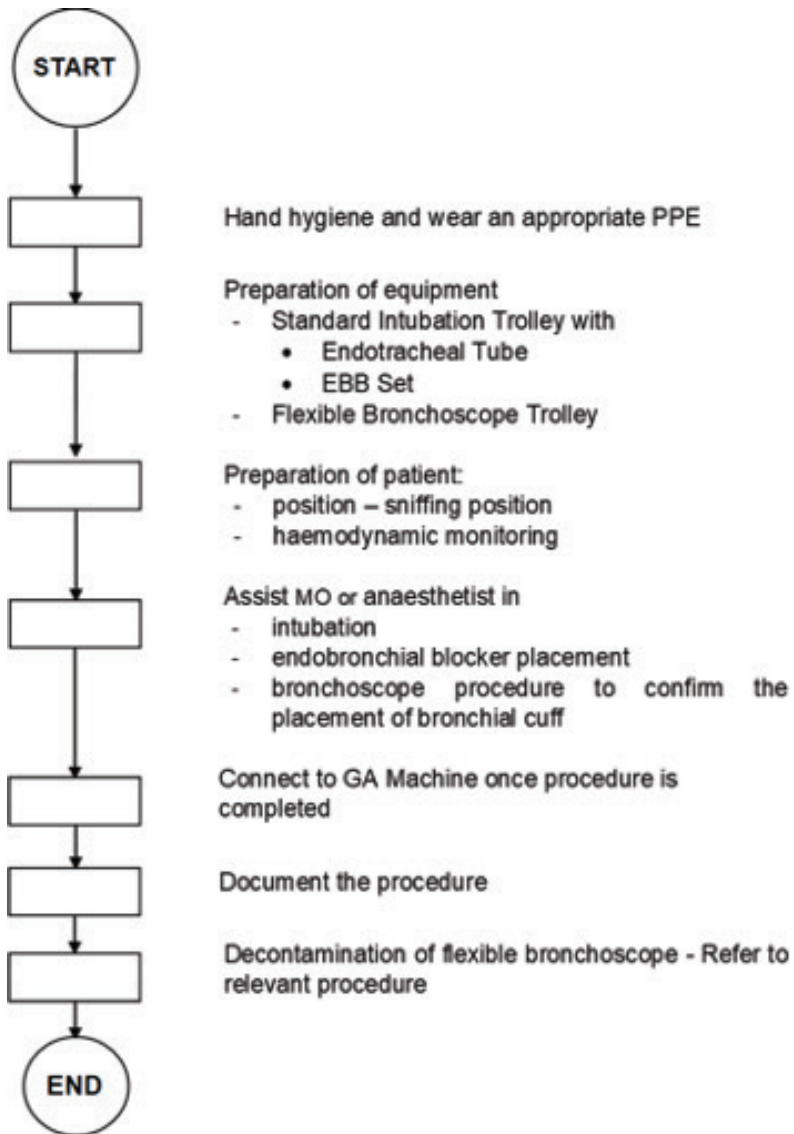 START
Hand hygiene and wear an appropriate PPE
Preparation of equipment
- Standard Intubation Trolley with
• Endotracheal Tube
• EBB Set
- Flexible Bronchoscope Trolley
Preparation of patient:
- position – sniffing position
- haemodynamic monitoring
Assist MO or anaesthetist in
- intubation
- endobronchial blocker placement
- bronchoscope procedure to confirm the
placement of bronchial cuff
Connect to GA Machine once procedure is
completed
Document the procedure
Decontamination of flexible bronchoscope - Refer to
relevant procedure
END